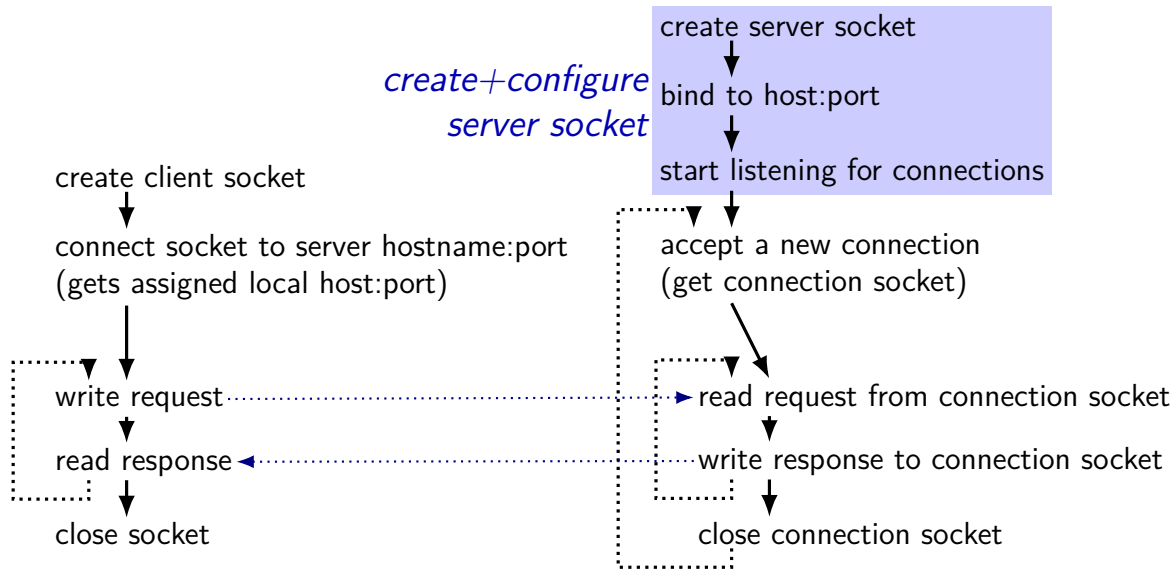 create server socket
create+configure
server socket
bind to host:port
start listening for connections
create client socket
connect socket to server hostname:port
(gets assigned local host:port)
write request
read response
close socket
accept a new connection
(get connection socket)
read request from connection socket
write response to connection socket
close connection socket